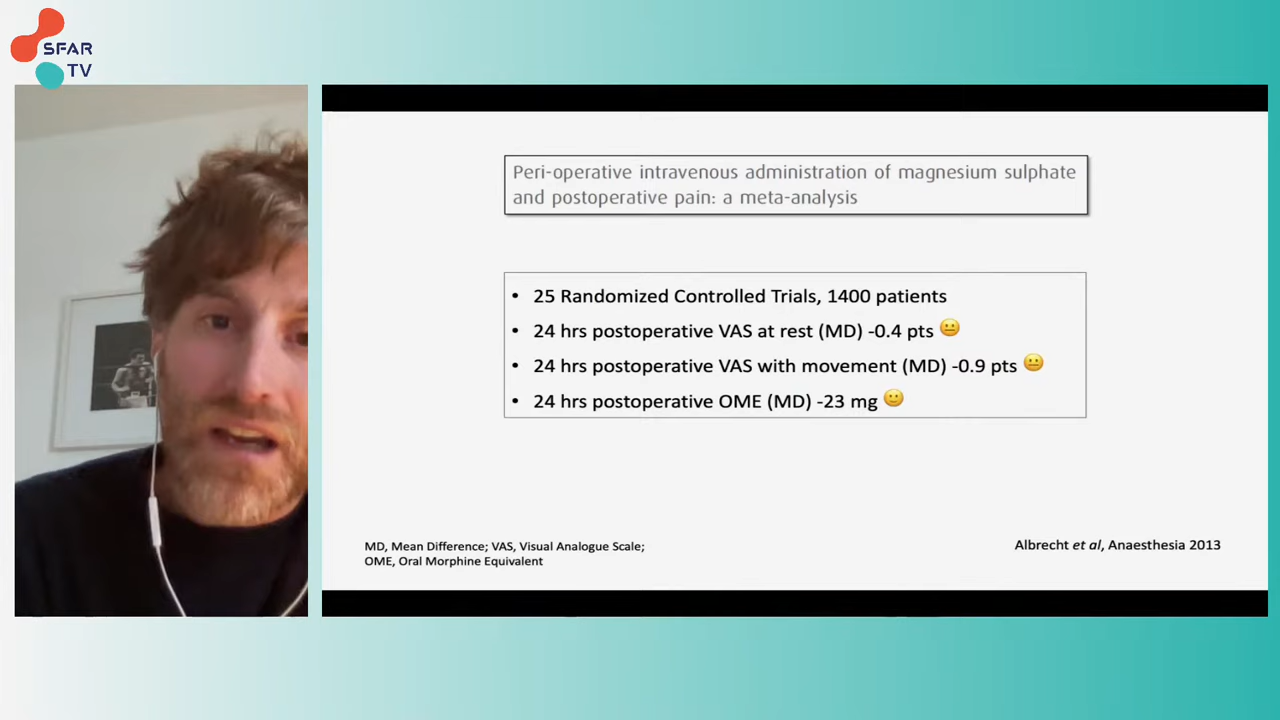 SFAR
TV
Peri-operative intravenous administration of magnesium sulphate
and postoperative pain: a meta-analysis
• 25 Randomized Controlled Trials, 1400 patients
• 24 hrs postoperative VAS at rest (MD) -0.4 pts 😐
• 24 hrs postoperative VAS with movement (MD) -0.9 pts 😐
• 24 hrs postoperative OME (MD) -23 mg 🙂
MD, Mean Difference; VAS, Visual Analogue Scale;
OME, Oral Morphine Equivalent
Albrecht et al, Anaesthesia 2013